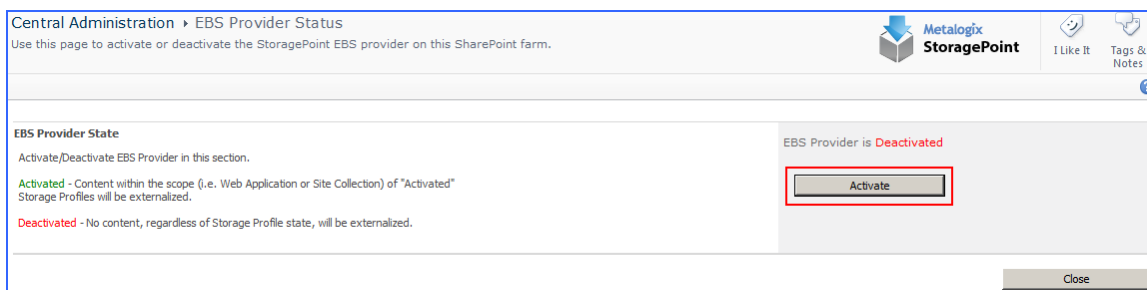 Central Administration ▸ EBS Provider Status
Use this page to activate or deactivate the StoragePoint EBS provider on this SharePoint farm.
Metalogix
StoragePoint
I Like It
Tags &
Notes
EBS Provider State
Activate/Deactivate EBS Provider in this section.
Activated - Content within the scope (i.e. Web Application or Site Collection) of "Activated"
Storage Profiles will be externalized.
Deactivated - No content, regardless of Storage Profile state, will be externalized.
EBS Provider is Deactivated
Activate
Close